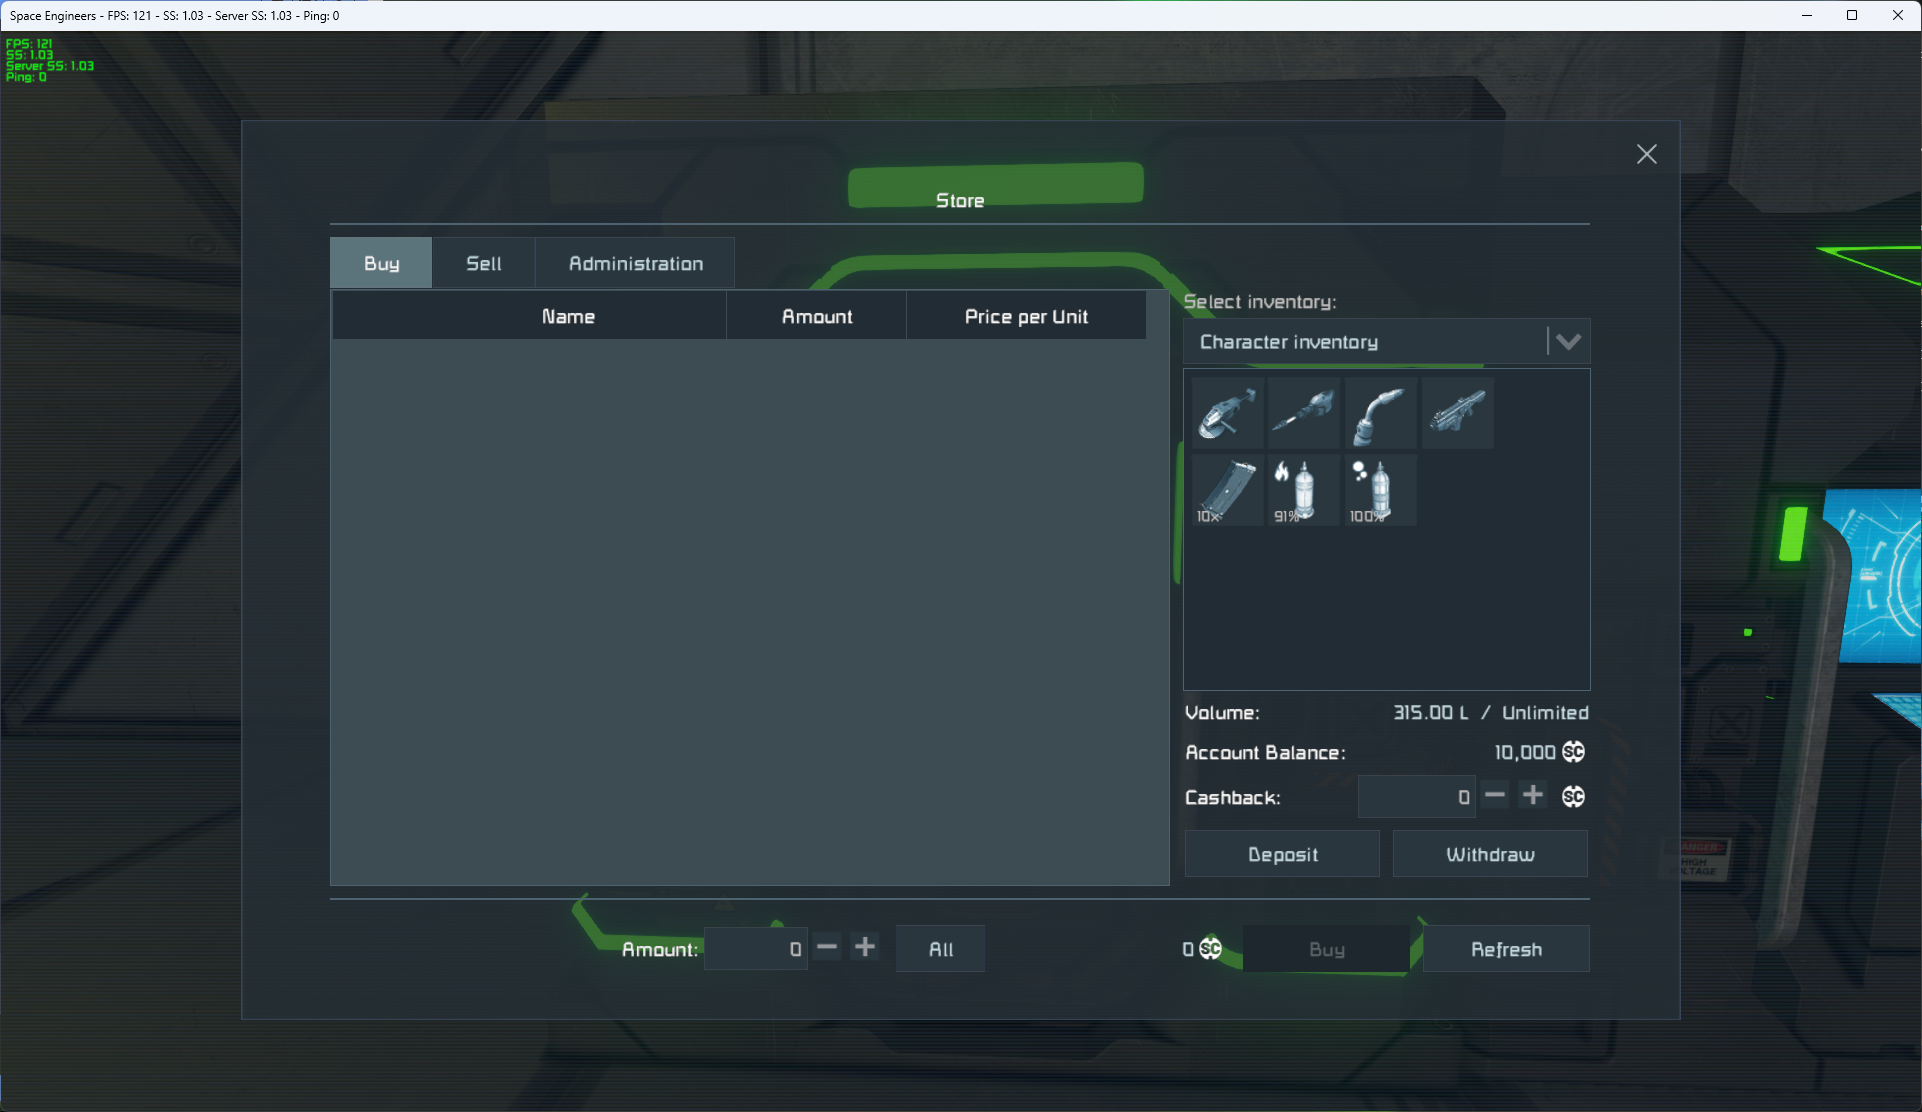 Space Engineers - FPS: 121 - SS: 1.03 - Server SS: 1.03 - Ping: 0
FPS: 121
SS: 1.03
Server SS: 1.03
Ping: 0
Store
Buy Sell Administration
Name Amount Price per Unit
Select inventory:
Character inventory
10x
91%
100%
Volume: 315.00 L / Unlimited
Account Balance: 10,000 SC
Cashback: 0 SC
Deposit Withdraw
DANGER
HIGH
VOLTAGE
Amount: 0 All 0 SC Buy Refresh